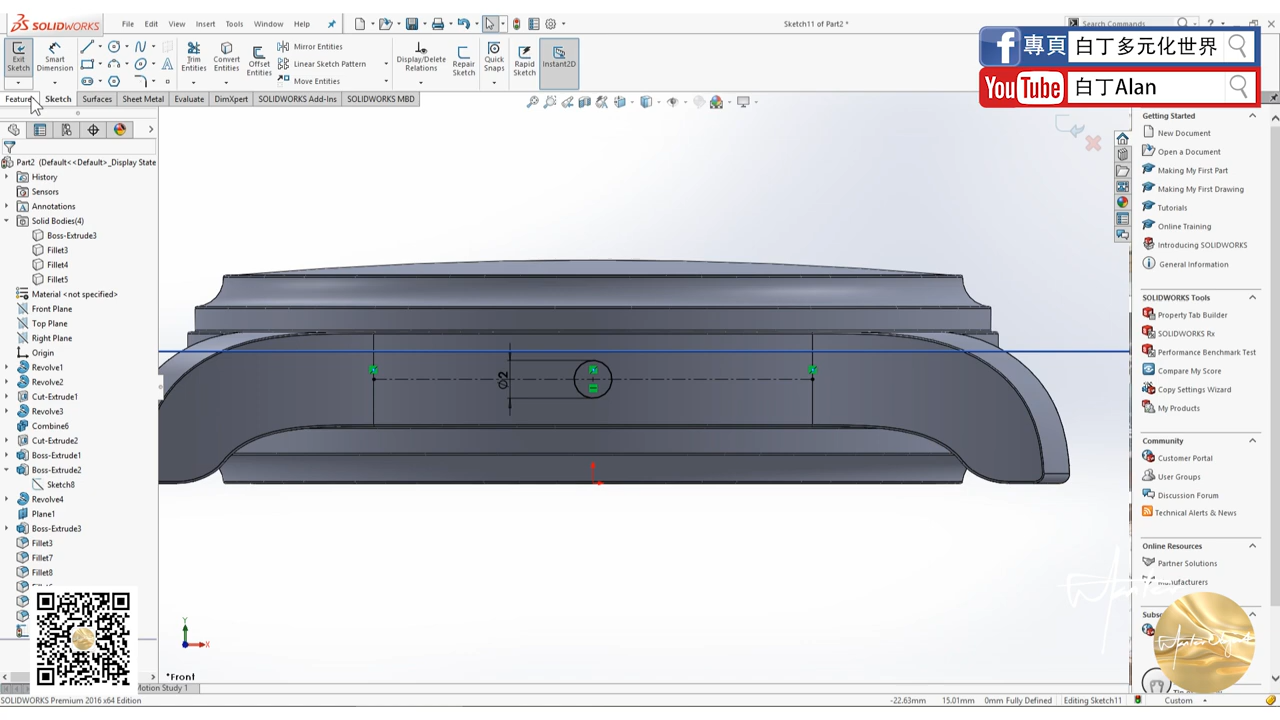 SOLIDWORKS
File Edit View Insert Tools Window Help
Sketch11 of Part2 *
Search Commands
專頁 白丁多元化世界
YouTube 白丁Alan
Exit Sketch
Smart Dimension
Trim Entities
Convert Entities
Offset Entities
Mirror Entities
Linear Sketch Pattern
Move Entities
Display/Delete Relations
Repair Sketch
Quick Snaps
Rapid Sketch
Instant2D
Sketch Surfaces Sheet Metal Evaluate DimXpert SOLIDWORKS Add-Ins SOLIDWORKS MBD
Part2 (Default<<Default>_Display State
History
Sensors
Annotations
Solid Bodies(4)
Boss-Extrude3
Fillet3
Fillet4
Fillet5
Material <not specified>
Front Plane
Top Plane
Right Plane
Origin
Revolve1
Revolve2
Cut-Extrude1
Revolve3
Combine6
Cut-Extrude2
Boss-Extrude1
Boss-Extrude2
Sketch8
Revolve4
Plane1
Boss-Extrude3
Fillet3
Fillet7
Fillet8
Ø2
Y
X
*Front
Motion Study 1
SOLIDWORKS Premium 2016 x64 Edition
-22.63mm 15.01mm 0mm Fully Defined Editing Sketch11 Custom
Getting Started
New Document
Open a Document
Making My First Part
Making My First Drawing
Tutorials
Online Training
Introducing SOLIDWORKS
General Information
SOLIDWORKS Tools
Property Tab Builder
SOLIDWORKS Rx
Performance Benchmark Test
Compare My Score
Copy Settings Wizard
My Products
Community
Customer Portal
User Groups
Discussion Forum
Technical Alerts & News
Online Resources
Partner Solutions